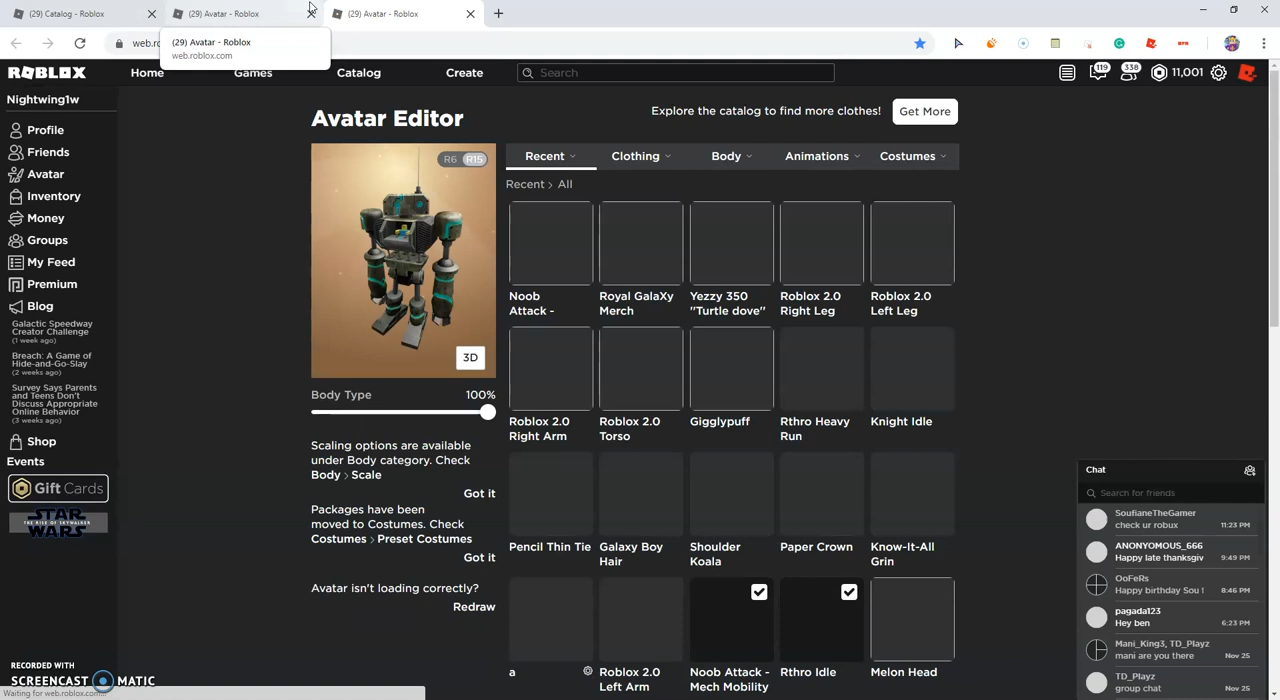 (29) Catalog - Roblox
(29) Avatar - Roblox
(29) Avatar - Roblox
(29) Avatar - Roblox
web.roblox.com
web.ro
ROBLOX
Home
Games
Catalog
Create
Search
119
338
11,001
Nightwing1w
Profile
Friends
Avatar
Inventory
Money
Groups
My Feed
Premium
Blog
Galactic Speedway
Creator Challenge
(1 week ago)
Breach: A Game of
Hide-and-Go-Slay
(2 weeks ago)
Survey Says Parents
and Teens Don't
Discuss Appropriate
Online Behavior
(3 weeks ago)
Shop
Events
Gift Cards
STAR
THE RISE OF SKYWALKER
WARS
Avatar Editor
Explore the catalog to find more clothes!
Get More
R6 R15
3D
Body Type 100%
Scaling options are available
under Body category. Check
Body > Scale
Got it
Packages have been
moved to Costumes. Check
Costumes > Preset Costumes
Got it
Avatar isn't loading correctly?
Redraw
Recent
Clothing
Body
Animations
Costumes
Recent > All
Noob
Attack -
Royal GalaXy
Merch
Yezzy 350
"Turtle dove"
Roblox 2.0
Right Leg
Roblox 2.0
Left Leg
Roblox 2.0
Right Arm
Roblox 2.0
Torso
Gigglypuff
Rthro Heavy
Run
Knight Idle
Pencil Thin Tie
Galaxy Boy
Hair
Shoulder
Koala
Paper Crown
Know-It-All
Grin
a
Roblox 2.0
Left Arm
Noob Attack -
Mech Mobility
Rthro Idle
Melon Head
Chat
Search for friends
SoufianeTheGamer
check ur robux 11:23 PM
ANONYOMOUS_666
Happy late thanksgiv 9:49 PM
OoFeRs
Happy birthday Sou ! 8:46 PM
pagada123
Hey ben 6:23 PM
Mani_King3, TD_Playz
mani are you there Nov 25
TD_Playz
group chat Nov 25
RECORDED WITH
SCREENCAST MATIC
Waiting for web.roblox.com...